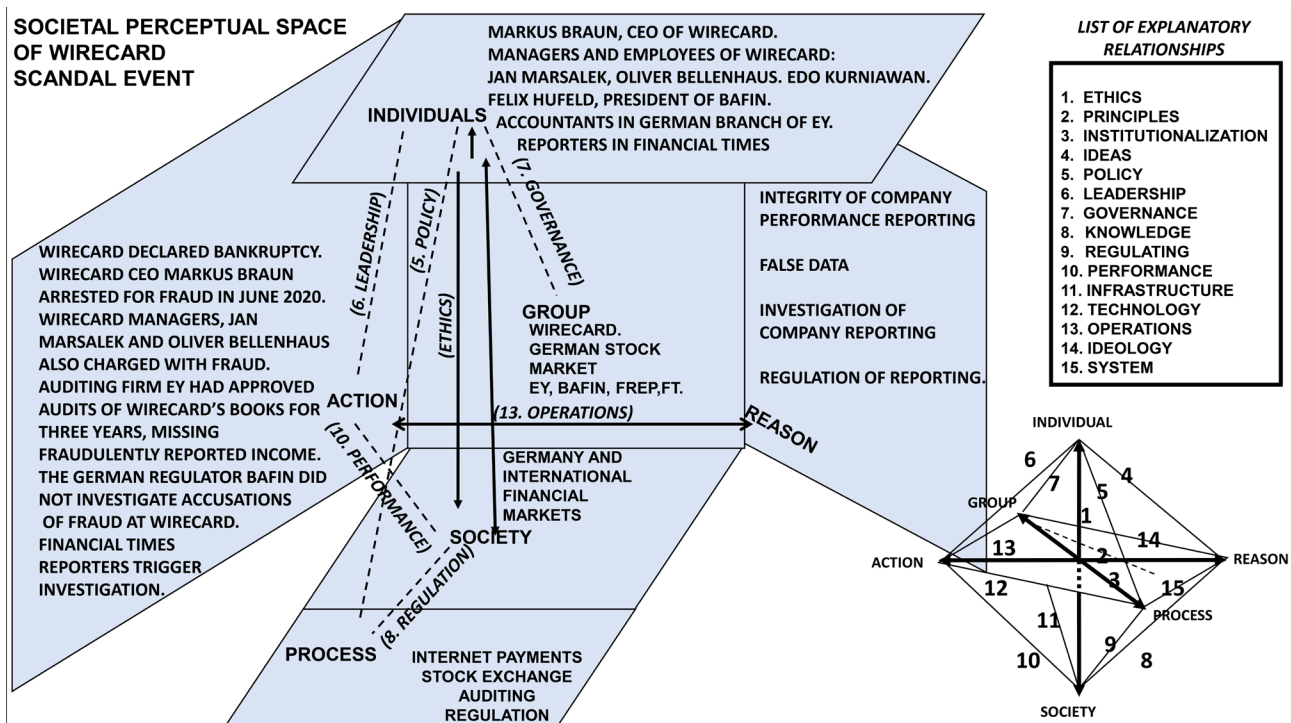 SOCIETAL PERCEPTUAL SPACE
OF WIRECARD
SCANDAL EVENT
MARKUS BRAUN, CEO OF WIRECARD.
MANAGERS AND EMPLOYEES OF WIRECARD:
JAN MARSALEK, OLIVER BELLENHAUS. EDO KURNIAWAN.
FELIX HUFELD, PRESIDENT OF BAFIN.
ACCOUNTANTS IN GERMAN BRANCH OF EY.
REPORTERS IN FINANCIAL TIMES
INDIVIDUALS
(6. LEADERSHIP)
(5. POLICY)
(ETHICS)
(7. GOVERNANCE)
WIRECARD DECLARED BANKRUPTCY.
WIRECARD CEO MARKUS BRAUN
ARRESTED FOR FRAUD IN JUNE 2020.
WIRECARD MANAGERS, JAN
MARSALEK AND OLIVER BELLENHAUS
ALSO CHARGED WITH FRAUD.
AUDITING FIRM EY HAD APPROVED
AUDITS OF WIRECARD'S BOOKS FOR
THREE YEARS, MISSING
FRAUDULENTLY REPORTED INCOME.
THE GERMAN REGULATOR BAFIN DID
NOT INVESTIGATE ACCUSATIONS
OF FRAUD AT WIRECARD.
FINANCIAL TIMES
REPORTERS TRIGGER
INVESTIGATION.
GROUP
WIRECARD.
GERMAN STOCK
MARKET
EY, BAFIN, FREP,FT.
ACTION
(13. OPERATIONS)
REASON
(10. PERFORMANCE)
INTEGRITY OF COMPANY
PERFORMANCE REPORTING
FALSE DATA
INVESTIGATION OF
COMPANY REPORTING
REGULATION OF REPORTING.
GERMANY AND
INTERNATIONAL
FINANCIAL
MARKETS
SOCIETY
(8. REGULATION)
PROCESS
INTERNET PAYMENTS
STOCK EXCHANGE
AUDITING
REGULATION
LIST OF EXPLANATORY
RELATIONSHIPS
1. ETHICS
2. PRINCIPLES
3. INSTITUTIONALIZATION
4. IDEAS
5. POLICY
6. LEADERSHIP
7. GOVERNANCE
8. KNOWLEDGE
9. REGULATING
10. PERFORMANCE
11. INFRASTRUCTURE
12. TECHNOLOGY
13. OPERATIONS
14. IDEOLOGY
15. SYSTEM
INDIVIDUAL
6
7
5
4
GROUP
1
13
2
14
ACTION
REASON
12
3
15
PROCESS
11
9
10
8
SOCIETY